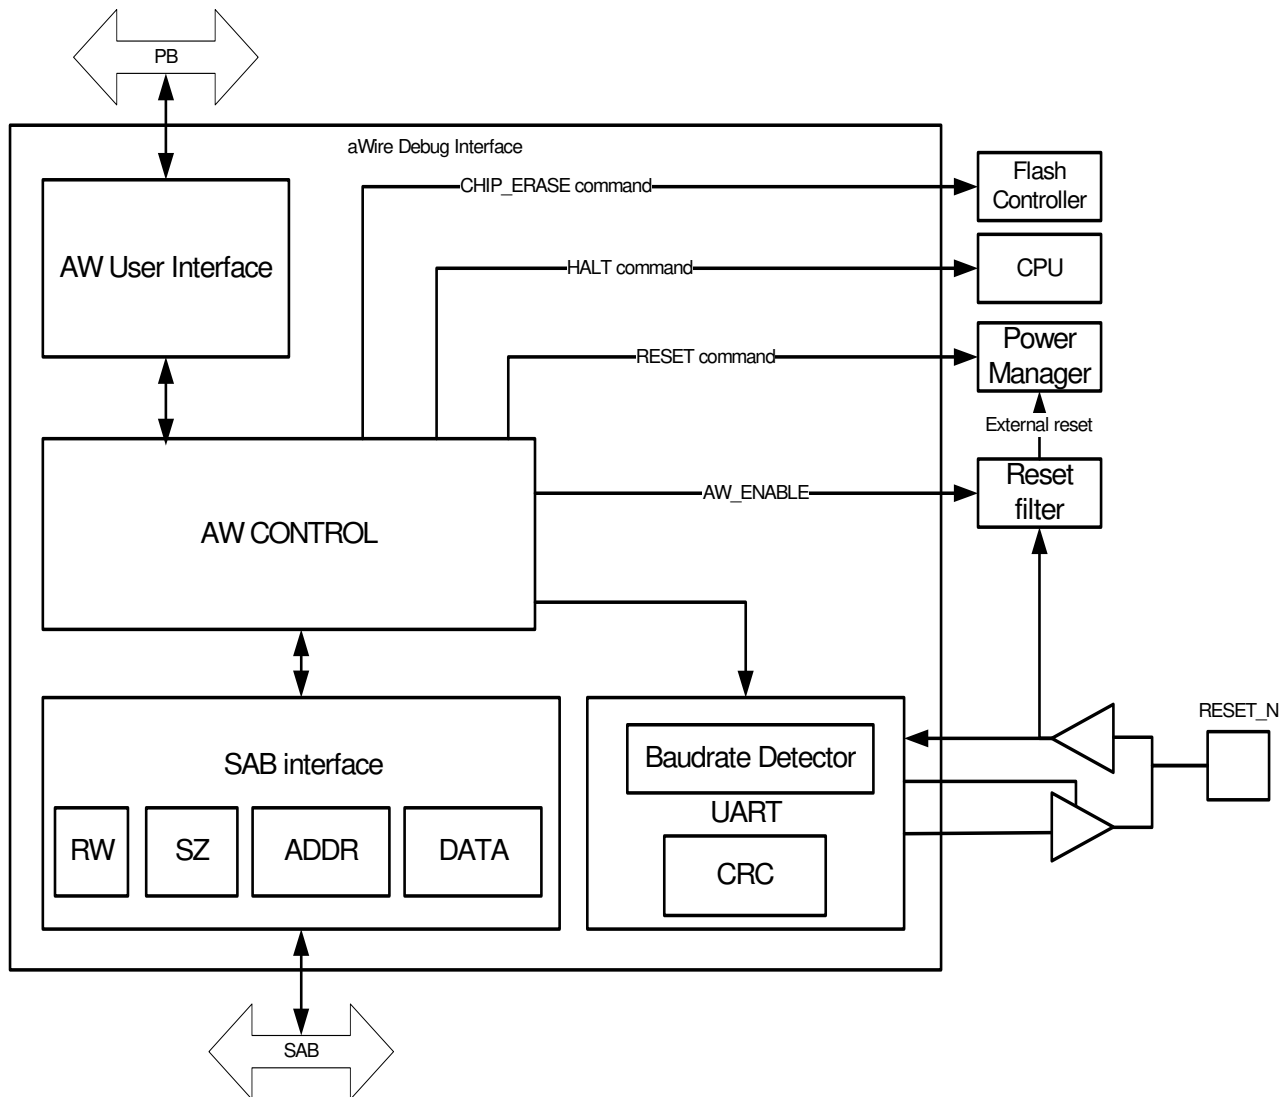 PB
aWire Debug Interface
CHIP_ERASE command
Flash
Controller
AW User Interface
HALT command
CPU
RESET command
Power
Manager
External reset
AW CONTROL
AW_ENABLE
Reset
filter
SAB interface
RW
SZ
ADDR
DATA
Baudrate Detector
UART
CRC
RESET_N
SAB